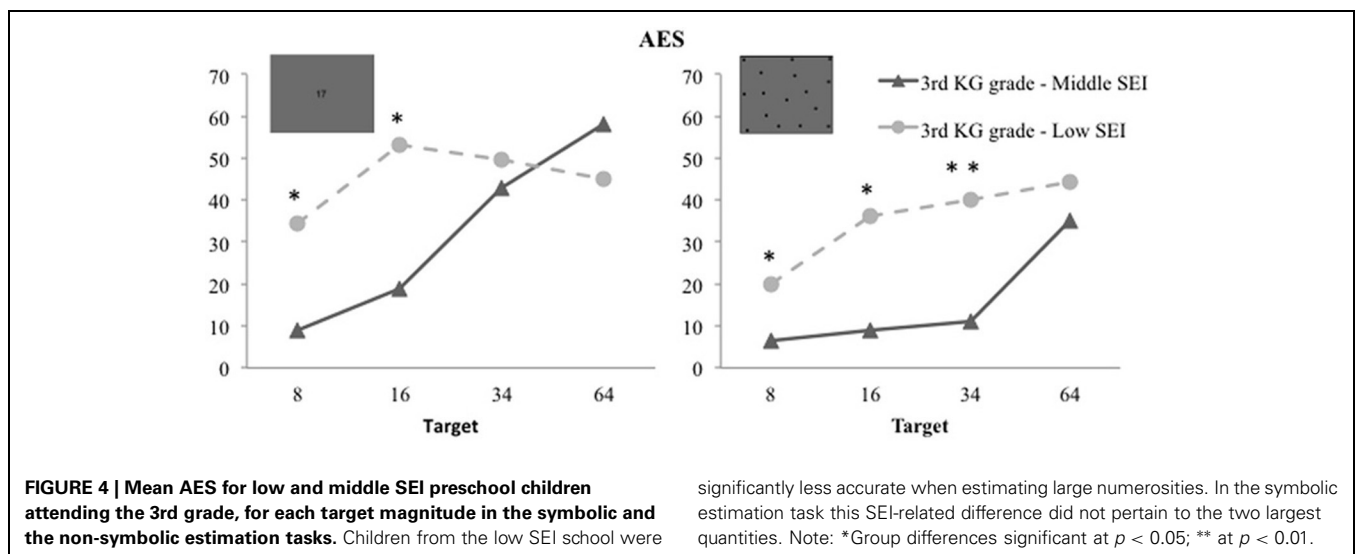 AES
70
60
50
40
30
20
10
0
17
*
*
8
16
34
64
Target
70
60
50
40
30
20
10
0
3rd KG grade - Middle SEI
3rd KG grade - Low SEI
*
*
* *
8
16
34
64
Target
FIGURE 4 | Mean AES for low and middle SEI preschool children
attending the 3rd grade, for each target magnitude in the symbolic and
the non-symbolic estimation tasks. Children from the low SEI school were
significantly less accurate when estimating large numerosities. In the symbolic
estimation task this SEI-related difference did not pertain to the two largest
quantities. Note: *Group differences significant at p < 0.05; ** at p < 0.01.